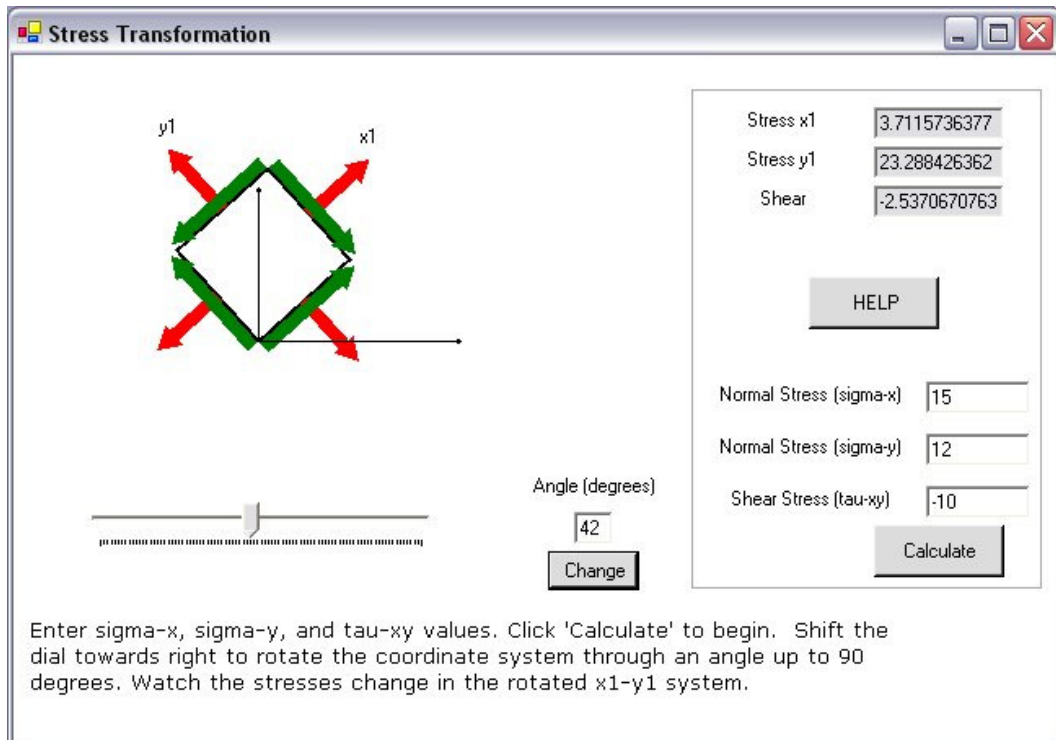 Stress Transformation
y1
x1
Stress x1
3.7115736377
Stress y1
23.288426362
Shear
-2.5370670763
HELP
Normal Stress (sigma-x)
15
Normal Stress (sigma-y)
12
Shear Stress (tau-xy)
-10
Calculate
Angle (degrees)
42
Change
Enter sigma-x, sigma-y, and tau-xy values. Click 'Calculate' to begin. Shift the
dial towards right to rotate the coordinate system through an angle up to 90
degrees. Watch the stresses change in the rotated x1-y1 system.